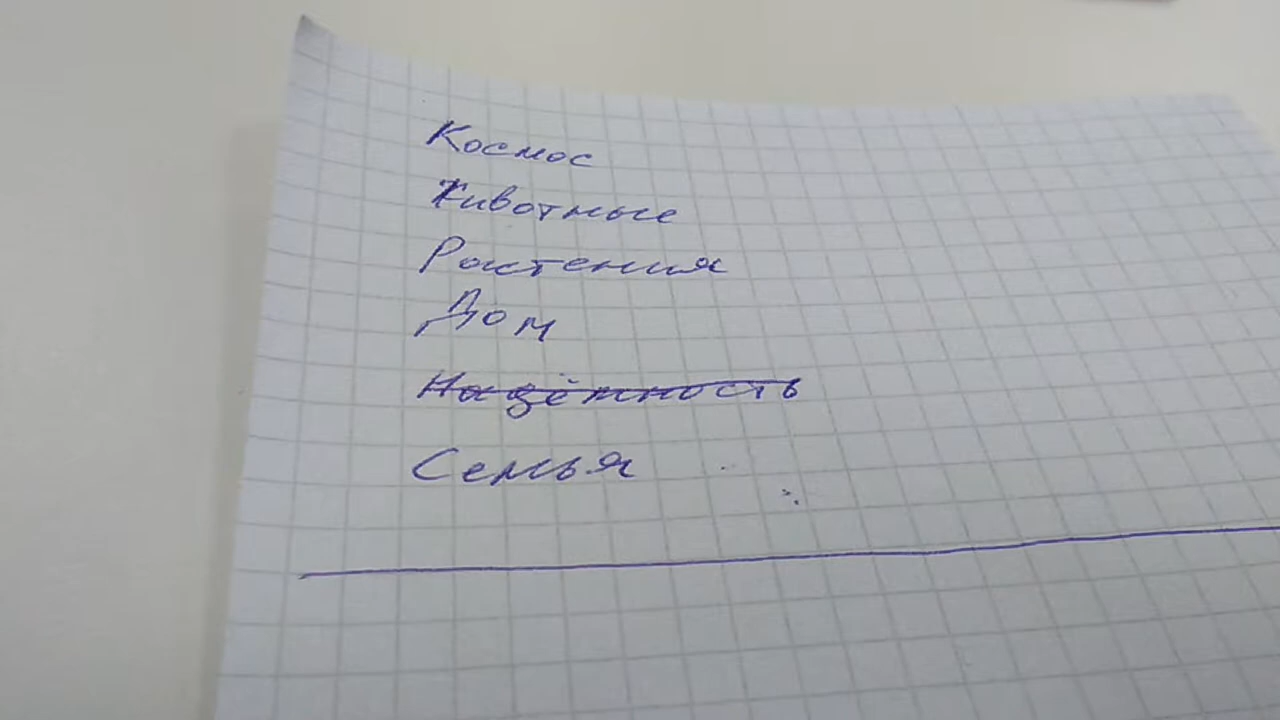 Космос
Животные
Растения
Дом
Надёжность
Семья